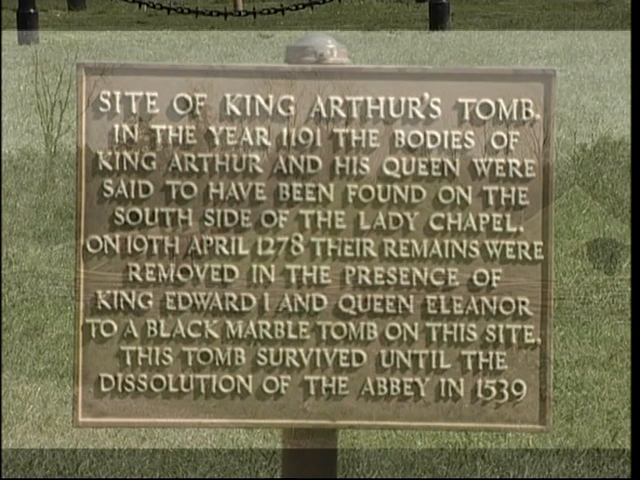 SITE OF KING ARTHUR'S TOMB.
IN THE YEAR 1191 THE BODIES OF
KING ARTHUR AND HIS QUEEN WERE
SAID TO HAVE BEEN FOUND ON THE
SOUTH SIDE OF THE LADY CHAPEL.
ON 19TH APRIL 1278 THEIR REMAINS WERE
REMOVED IN THE PRESENCE OF
KING EDWARD I AND QUEEN ELEANOR
TO A BLACK MARBLE TOMB ON THIS SITE.
THIS TOMB SURVIVED UNTIL THE
DISSOLUTION OF THE ABBEY IN 1539